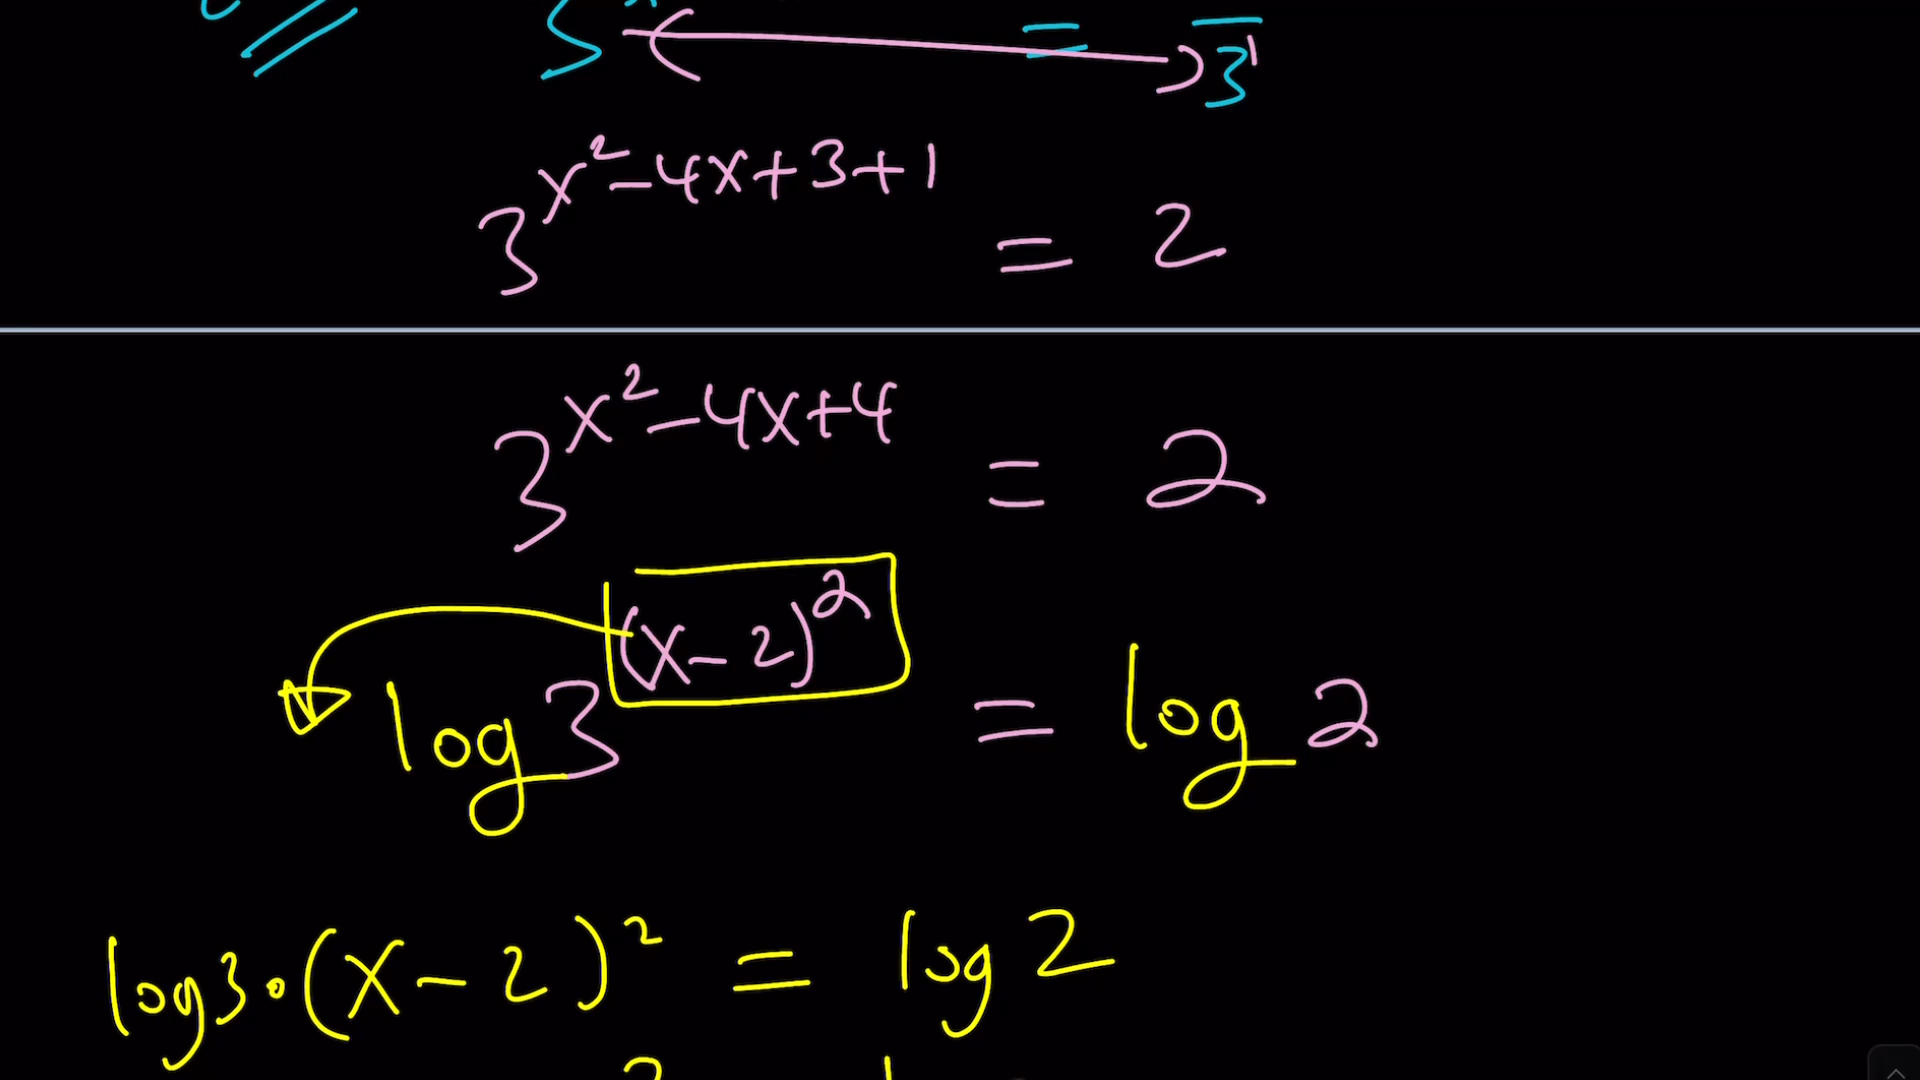 3 = 3¹
3^(x²-4x+3+1) = 2
3^(x²-4x+4) = 2
log 3^(x-2)² = log 2
log3•(x-2)² = log 2